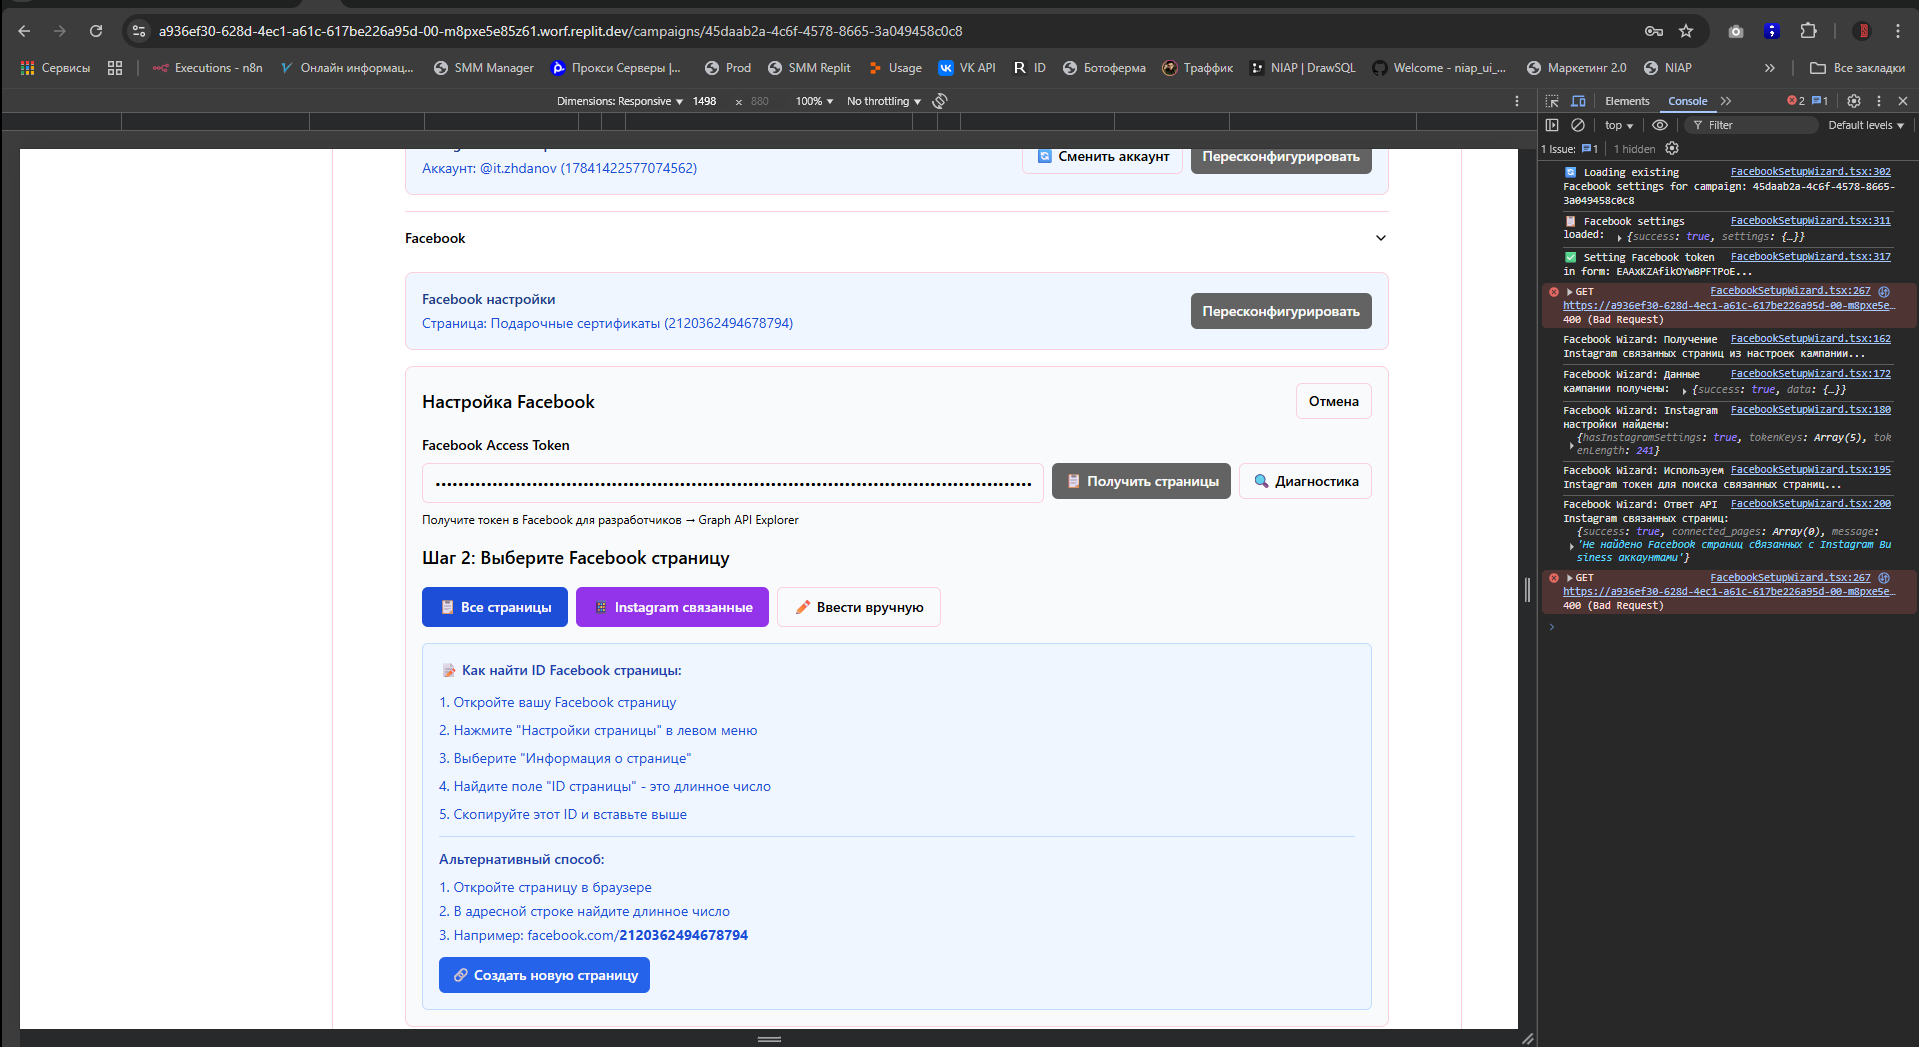 a936ef30-628d-4ec1-a61c-617be226a95d-00-m8pxe5e85z61.worf.replit.dev/campaigns/45daab2a-4c6f-4578-8665-3a049458c0c8
Сервисы Executions - n8n Онлайн информац... SMM Manager Прокси Серверы |... Prod SMM Replit Usage VK API ID Ботоферма Траффик NIAP | DrawSQL Welcome - niap_ui_... Маркетинг 2.0 NIAP » Все закладки
Dimensions: Responsive 1498 × 880 100% No throttling
Elements Console » 2 1
top Filter Default levels
1 Issue: 1 1 hidden
Аккаунт: @it.zhdanov (17841422577074562)
Сменить аккаунт
Пересконфигурировать
Facebook
Facebook настройки
Страница: Подарочные сертификаты (2120362494678794)
Пересконфигурировать
Настройка Facebook
Отмена
Facebook Access Token
Получить страницы
Диагностика
Получите токен в Facebook для разработчиков → Graph API Explorer
Шаг 2: Выберите Facebook страницу
Все страницы
Instagram связанные
Ввести вручную
Как найти ID Facebook страницы:
1. Откройте вашу Facebook страницу
2. Нажмите "Настройки страницы" в левом меню
3. Выберите "Информация о странице"
4. Найдите поле "ID страницы" - это длинное число
5. Скопируйте этот ID и вставьте выше
Альтернативный способ:
1. Откройте страницу в браузере
2. В адресной строке найдите длинное число
3. Например: facebook.com/2120362494678794
Создать новую страницу
Loading existing FacebookSetupWizard.tsx:302
Facebook settings for campaign: 45daab2a-4c6f-4578-8665-
3a049458c0c8
Facebook settings FacebookSetupWizard.tsx:311
loaded: {success: true, settings: {…}}
Setting Facebook token FacebookSetupWizard.tsx:317
in form: EAAxKZAfikOYwBPFTPoE...
GET FacebookSetupWizard.tsx:267
https://a936ef30-628d-4ec1-a61c-617be226a95d-00-m8pxe5e…
400 (Bad Request)
Facebook Wizard: Получение FacebookSetupWizard.tsx:162
Instagram связанных страниц из настроек кампании...
Facebook Wizard: Данные FacebookSetupWizard.tsx:172
кампании получены: {success: true, data: {…}}
Facebook Wizard: Instagram FacebookSetupWizard.tsx:180
настройки найдены:
{hasInstagramSettings: true, tokenKeys: Array(5), tok
enLength: 241}
Facebook Wizard: Используем FacebookSetupWizard.tsx:195
Instagram токен для поиска связанных страниц...
Facebook Wizard: Ответ API FacebookSetupWizard.tsx:200
Instagram связанных страниц:
{success: true, connected_pages: Array(0), message:
'Не найдено Facebook страниц связанных с Instagram Bu
siness аккаунтами'}
GET FacebookSetupWizard.tsx:267
https://a936ef30-628d-4ec1-a61c-617be226a95d-00-m8pxe5e…
400 (Bad Request)